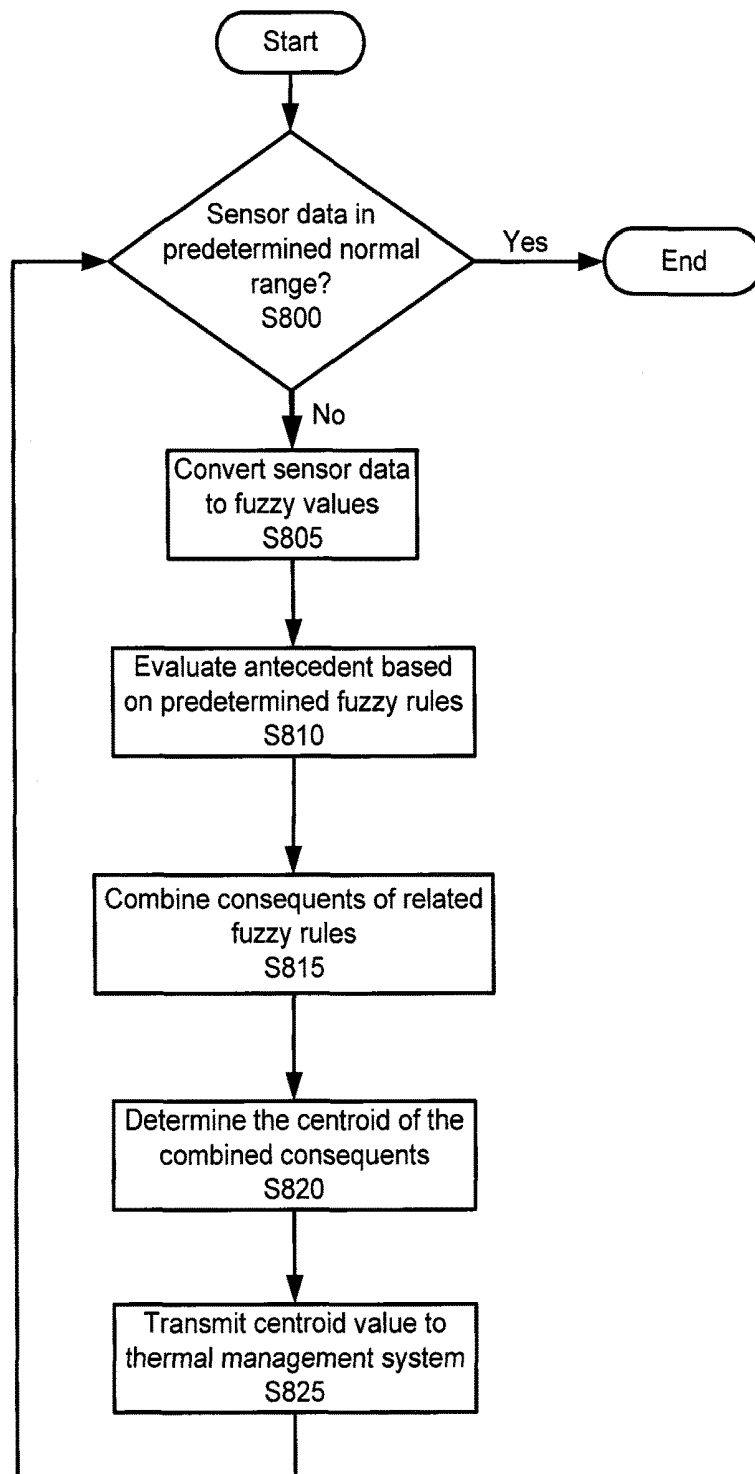 Start
Sensor data in
predetermined normal
range?
S800
Yes
End
No
Convert sensor data
to fuzzy values
S805
Evaluate antecedent based
on predetermined fuzzy rules
S810
Combine consequents of related
fuzzy rules
S815
Determine the centroid of the
combined consequents
S820
Transmit centroid value to
thermal management system
S825